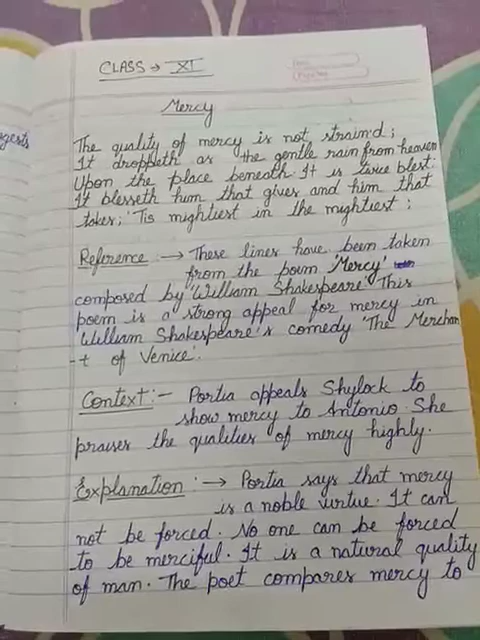 CLASS → XI
Mercy
gests
The quality of mercy is not strain'd;
It droppeth as the gentle rain from heaven
Upon the place beneath. It is twice blest.
It blesseth him that gives and him that
takes; 'Tis mightiest in the mightiest;
Reference → These lines have been taken
from the poem 'Mercy'
composed by 'William Shakespeare' This
poem is a strong appeal for mercy in
William Shakespeare's comedy 'The Merchan
-t of Venice'.
Context:- Portia appeals Shylock to
show mercy to Antonio. She
praises the qualities of mercy highly.
Explanation:→ Portia says that mercy
is a noble virtue. It can
not be forced. No one can be forced
to be merciful. It is a natural quality
of man. The poet compares mercy to